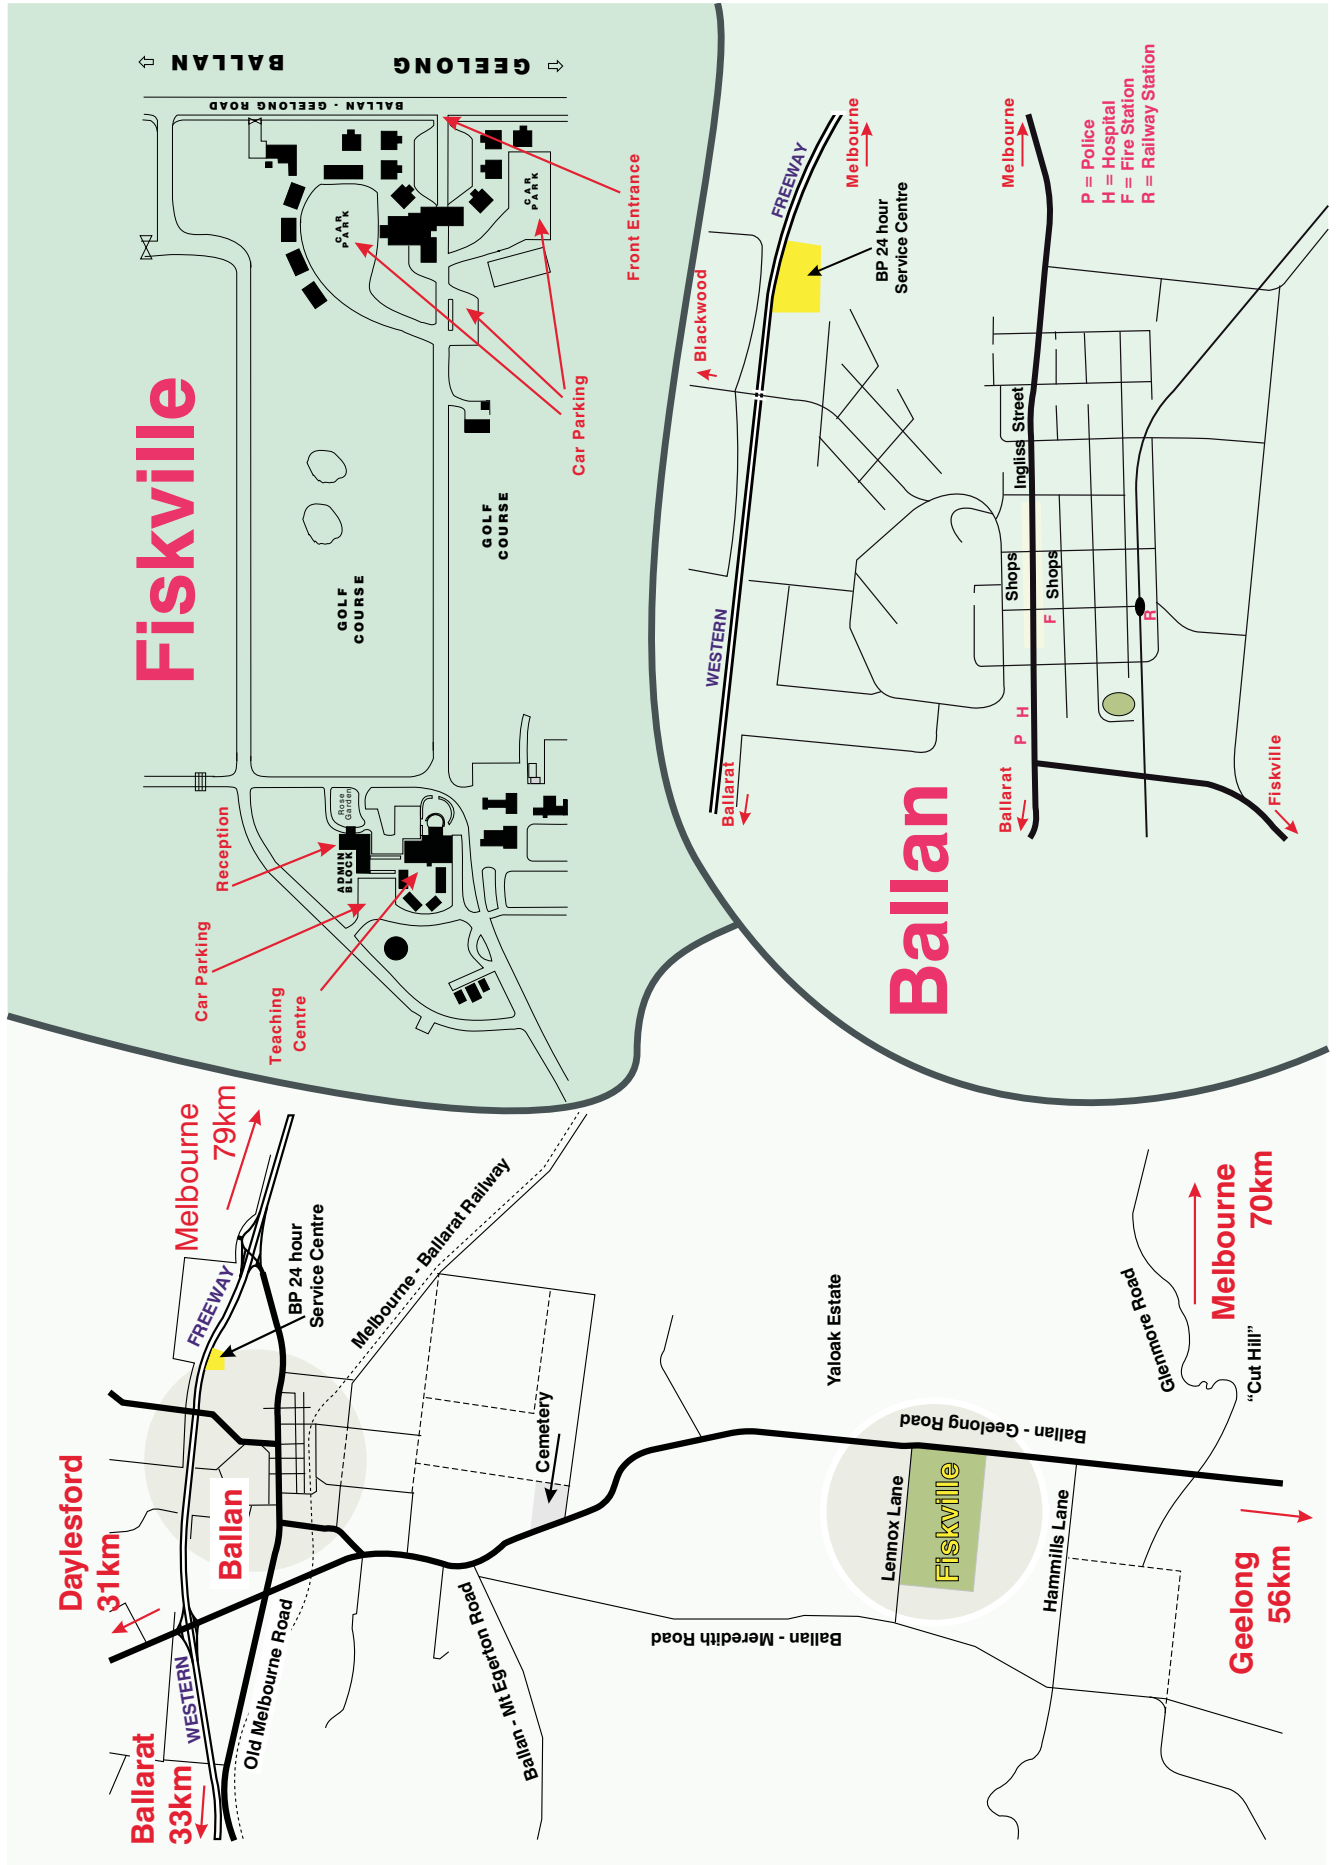 Fiskville
BALLAN
GEELONG
BALLAN - GEELONG ROAD
CAR
PARK
CAR
PARK
Front Entrance
Car Parking
GOLF
COURSE
GOLF
COURSE
Rose
Garden
Reception
ADMIN
BLOCK
Car Parking
Teaching
Centre
Ballan
Blackwood
Melbourne
FREEWAY
WESTERN
BP 24 hour
Service Centre
Ballarat
Melbourne
P = Police
H = Hospital
F = Fire Station
R = Railway Station
Ingliss Street
Shops
Shops
F
R
P H
Ballarat
Fiskville
Daylesford
31km
Ballarat
33km
Melbourne
79km
FREEWAY
WESTERN
BP 24 hour
Service Centre
Ballan
Old Melbourne Road
Melbourne - Ballarat Railway
Cemetery
Ballan - Mt Egerton Road
Ballan - Meredith Road
Yaloak Estate
Ballan - Geelong Road
Lennox Lane
Fiskville
Hammills Lane
Glenmore Road
“Cut Hill”
Melbourne
70km
Geelong
56km